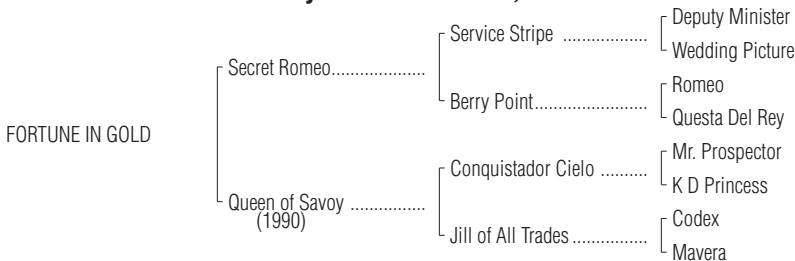 Deputy Minister
Service Stripe ..................
Wedding Picture
Secret Romeo....................
Romeo
Berry Point........................
Questa Del Rey
FORTUNE IN GOLD
Mr. Prospector
Conquistador Cielo ..........
K D Princess
Queen of Savoy ................
(1990)
Codex
Jill of All Trades ................
Mavera